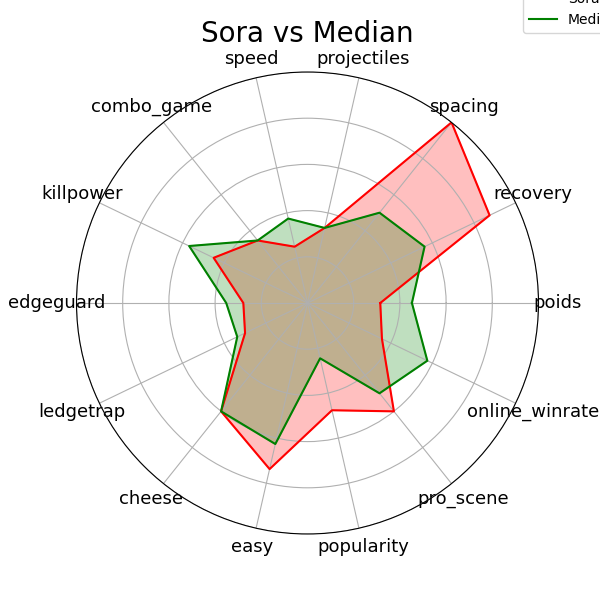 Sora vs Median
speed
projectiles
combo_game
spacing
killpower
recovery
edgeguard
poids
ledgetrap
online_winrate
cheese
pro_scene
easy
popularity